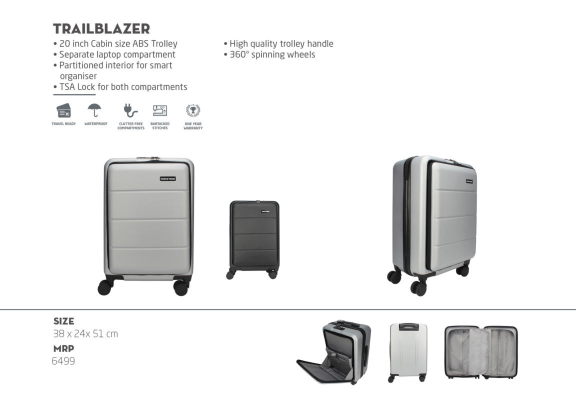 TRAILBLAZER
• 20 inch Cabin size ABS Trolley
• Separate laptop compartment
• Partitioned interior for smart
organiser
• TSA Lock for both compartments
• High quality trolley handle
• 360° spinning wheels
TRAVEL READY
WATERPROOF
CLUTTER FREE
COMPARTMENTS
ONE YEAR
WARRANTY
SIZE
38 x 24x 51 cm
MRP
6499